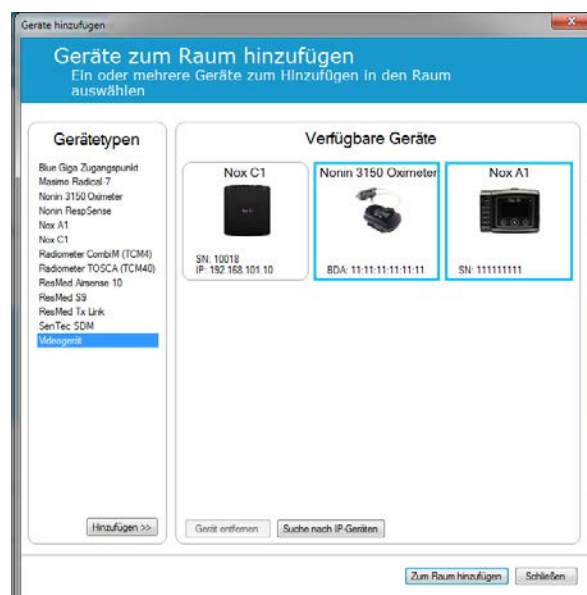 Geräte hinzufügen
Geräte zum Raum hinzufügen
Ein oder mehrere Geräte zum Hinzufügen in den Raum
auswählen
Gerätetypen
Blue Giga Zugangspunkt
Masimo Radical-7
Nonin 3150 Oximeter
Nonin RespSense
Nox A1
Nox C1
Radiometer CombiM (TCM4)
Radiometer TOSCA (TCM40)
ResMed Airsense 10
ResMed S9
ResMed Tx Link
SenTec SDM
Videogerät
Hinzufügen >>
Verfügbare Geräte
Nox C1
SN: 10018
IP: 192.168.101.10
Nonin 3150 Oximeter
BDA: 11:11:11:11:11:11
Nox A1
SN: 111111111
Gerät entfernen
Suche nach IP-Geräten
Zum Raum hinzufügen
Schließen